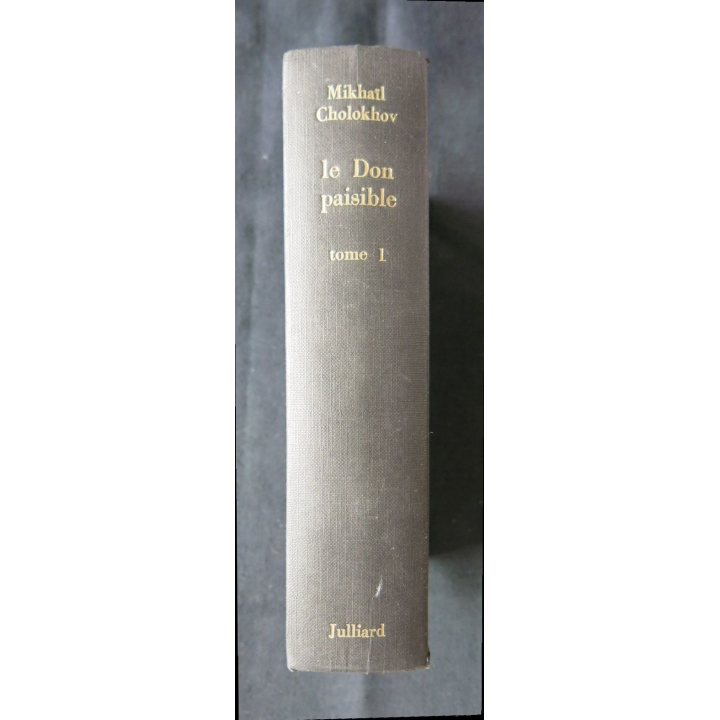 Mikhaïl
Cholokhov
le Don
paisible
tome 1
Julliard